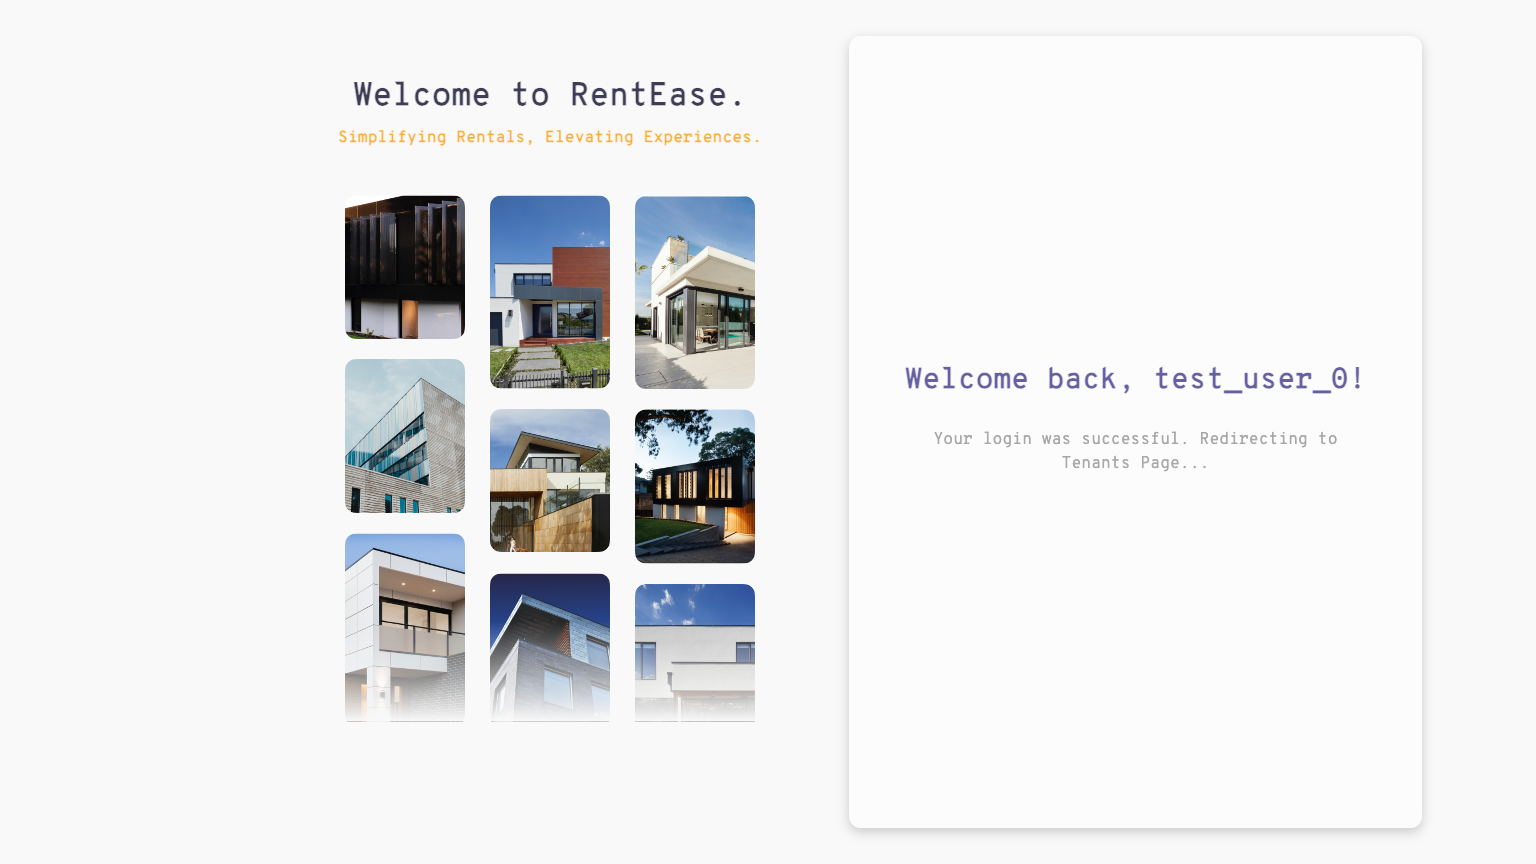 Welcome to RentEase.
Simplifying Rentals, Elevating Experiences.
Welcome back, test_user_0!
Your login was successful. Redirecting to
Tenants Page...